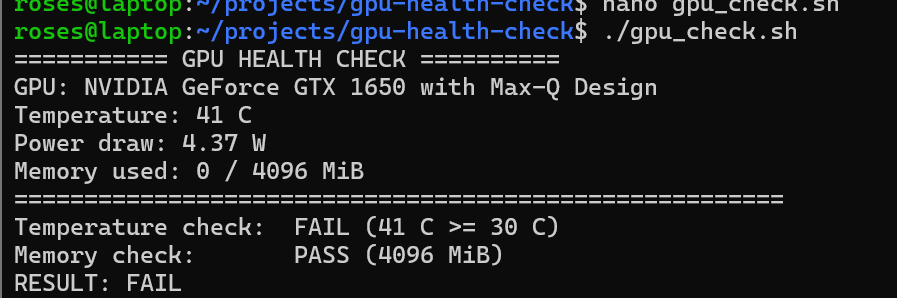 roses@laptop:~/projects/gpu-health-check$ nano gpu_check.sh
roses@laptop:~/projects/gpu-health-check$ ./gpu_check.sh
=========== GPU HEALTH CHECK ==========
GPU: NVIDIA GeForce GTX 1650 with Max-Q Design
Temperature: 41 C
Power draw: 4.37 W
Memory used: 0 / 4096 MiB
=======================================================
Temperature check:  FAIL (41 C >= 30 C)
Memory check:       PASS (4096 MiB)
RESULT: FAIL